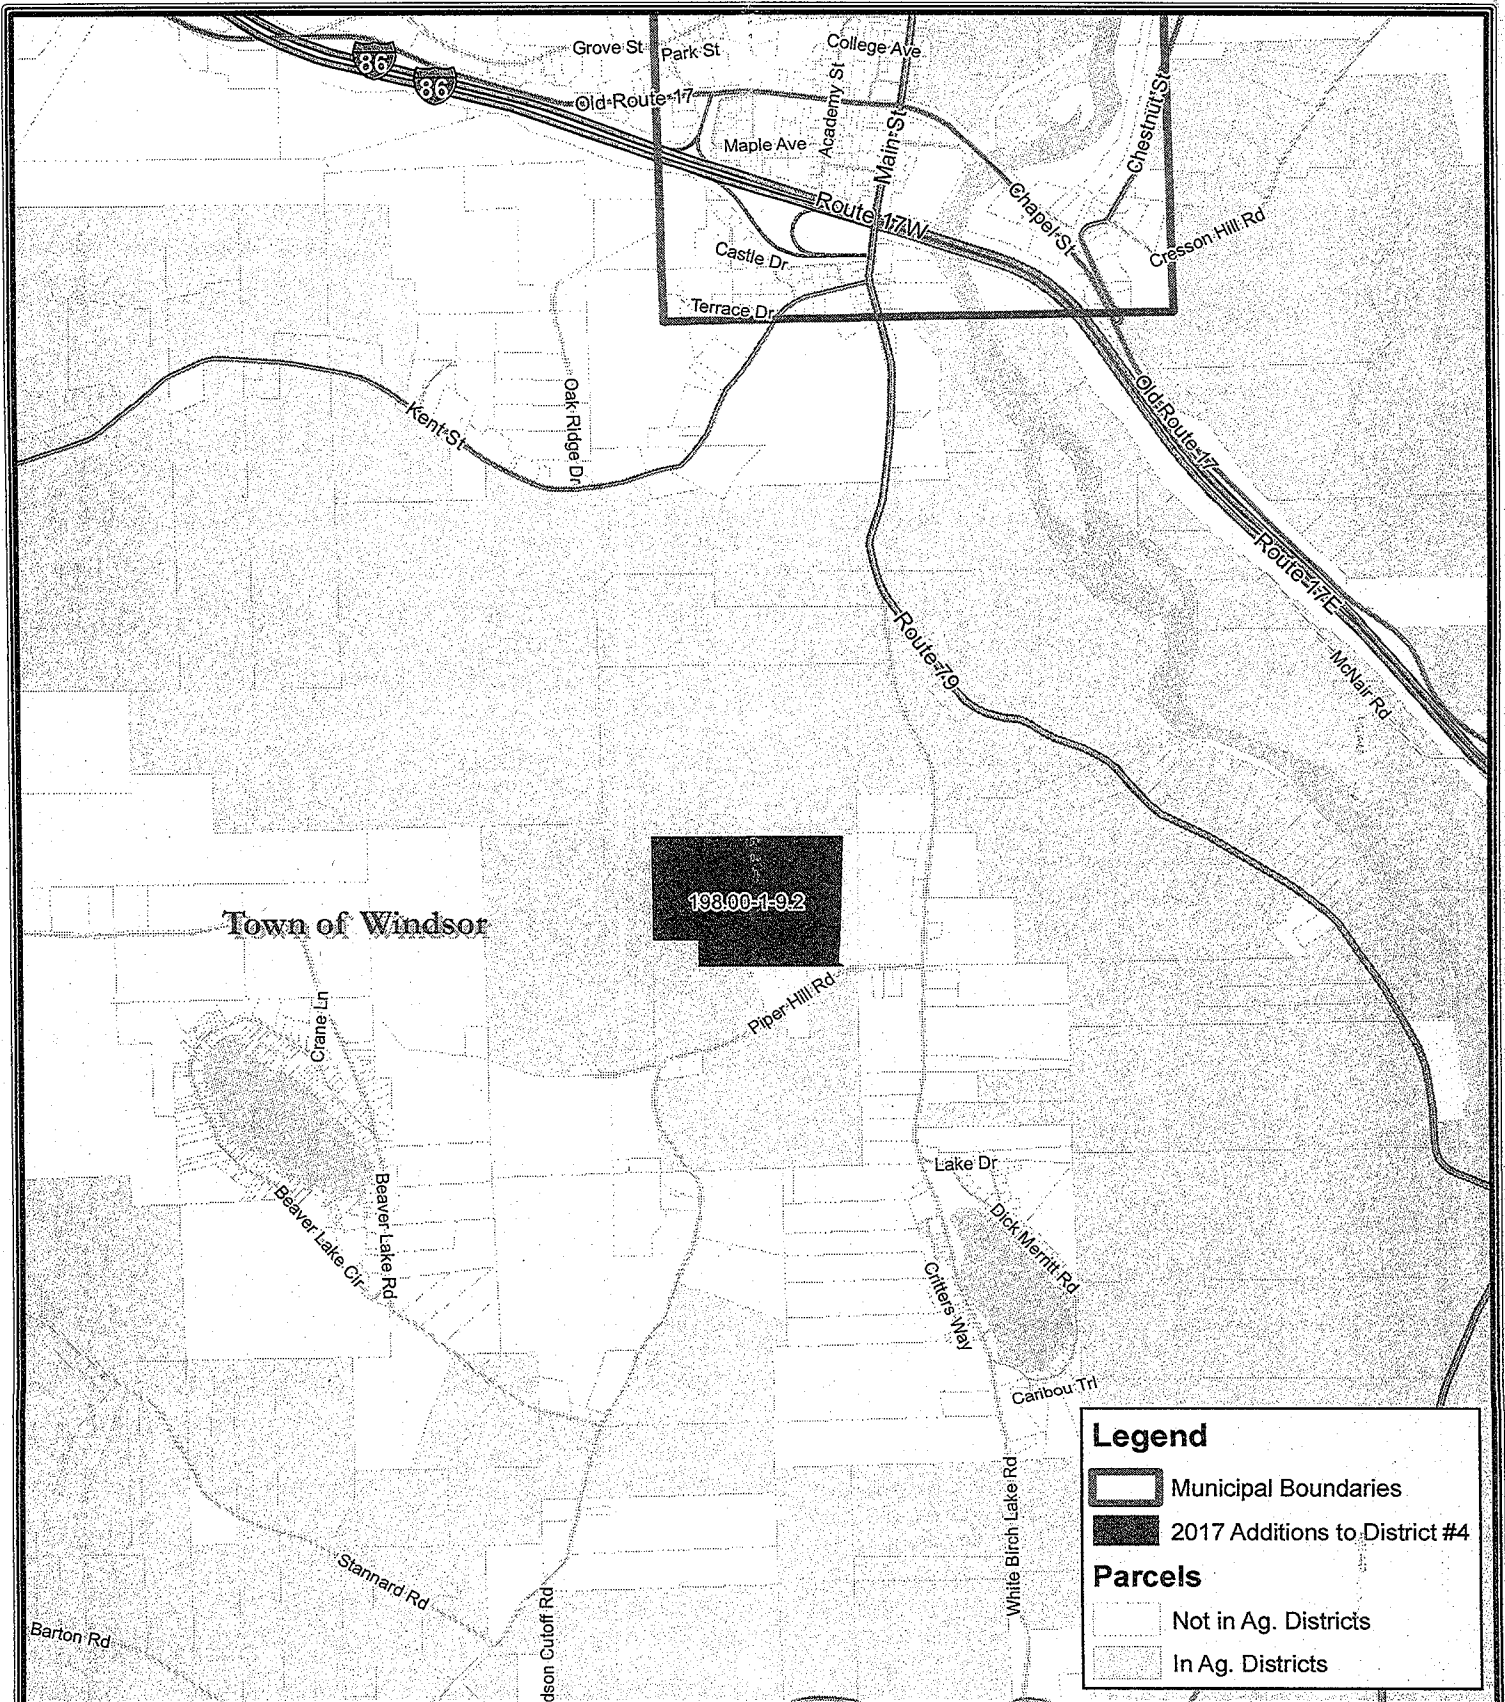 Grove St
Park St
College Ave
86
86
Old Route 17
Academy St
Main St
Chestnut St
Maple Ave
Route 17W
Chapel St
Cresson Hill Rd
Castle Dr
Terrace Dr
Kent St
Oak Ridge Dr
Old Route 17
Route 17E
Route 79
McNair Rd
198.00-1-9.2
Town of Windsor
Crane Ln
Piper Hill Rd
Lake Dr
Beaver Lake Cir
Beaver Lake Rd
Dick Merritt Rd
Critters Way
Caribou Trl
White Birch Lake Rd
Stannard Rd
Barton Rd
dson Cutoff Rd
Legend
Municipal Boundaries
2017 Additions to District #4
Parcels
Not in Ag. Districts
In Ag. Districts